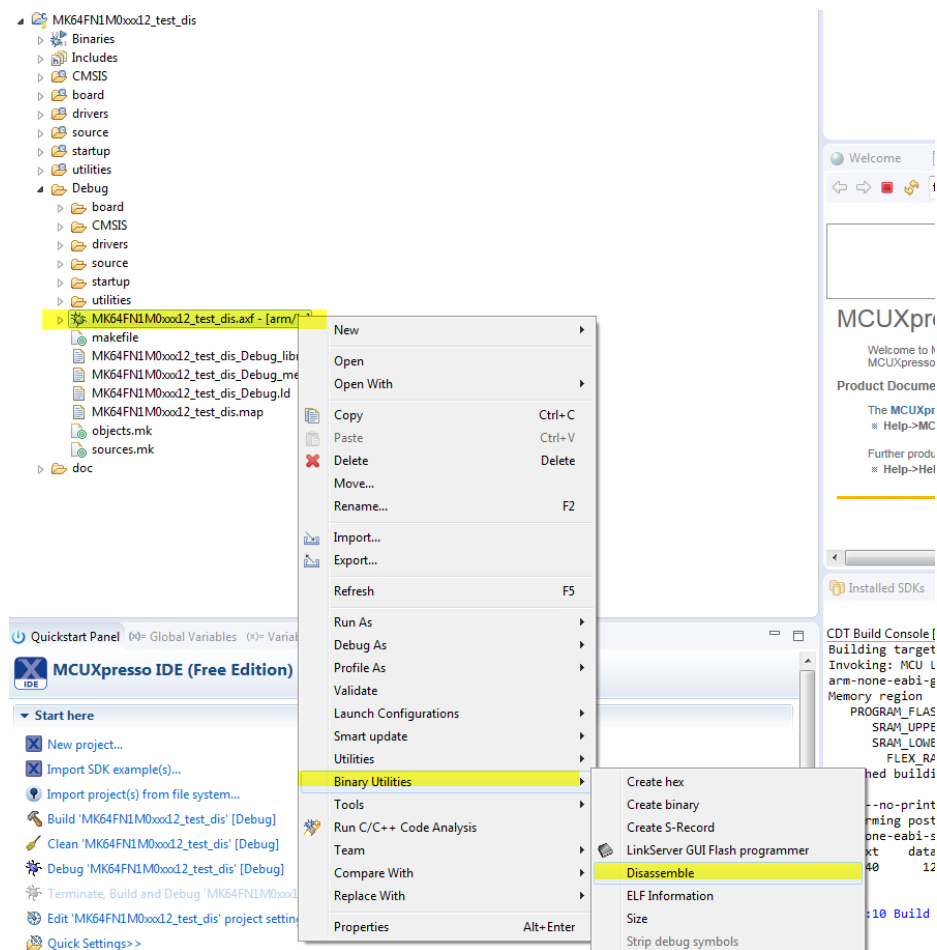 MK64FN1M0xxx12_test_dis
Binaries
Includes
CMSIS
board
drivers
source
startup
utilities
Debug
board
CMSIS
drivers
source
startup
utilities
MK64FN1M0xxx12_test_dis.axf - [arm/
makefile
MK64FN1M0xxx12_test_dis_Debug_libr
MK64FN1M0xxx12_test_dis_Debug_me
MK64FN1M0xxx12_test_dis_Debug.ld
MK64FN1M0xxx12_test_dis.map
objects.mk
sources.mk
doc
New
Open
Open With
Copy Ctrl+C
Paste Ctrl+V
Delete Delete
Move...
Rename... F2
Import...
Export...
Refresh F5
Run As
Debug As
Profile As
Validate
Launch Configurations
Smart update
Utilities
Binary Utilities
Tools
Run C/C++ Code Analysis
Team
Compare With
Replace With
Properties Alt+Enter
Create hex
Create binary
Create S-Record
LinkServer GUI Flash programmer
Disassemble
ELF Information
Size
Strip debug symbols
Quickstart Panel (x)= Global Variables (x)= Varial
IDE
MCUXpresso IDE (Free Edition)
Start here
New project...
Import SDK example(s)...
Import project(s) from file system...
Build 'MK64FN1M0xxx12_test_dis' [Debug]
Clean 'MK64FN1M0xxx12_test_dis' [Debug]
Debug 'MK64FN1M0xxx12_test_dis' [Debug]
Terminate, Build and Debug 'MK64FN1M0xxx1
Edit 'MK64FN1M0xxx12_test_dis' project setting
Quick Settings>>
Welcome
MCUXpre
Welcome to M
MCUXpresso
Product Docume
The MCUXpr
Help->MC
Further produ
Help->Hel
Installed SDKs
CDT Build Console [
Building target
Invoking: MCU L
arm-none-eabi-g
Memory region
PROGRAM_FLAS
SRAM_UPPE
SRAM_LOWE
FLEX_RA
hed buildi
--no-print
rming post
one-eabi-s
xt data
40 12
:10 Build